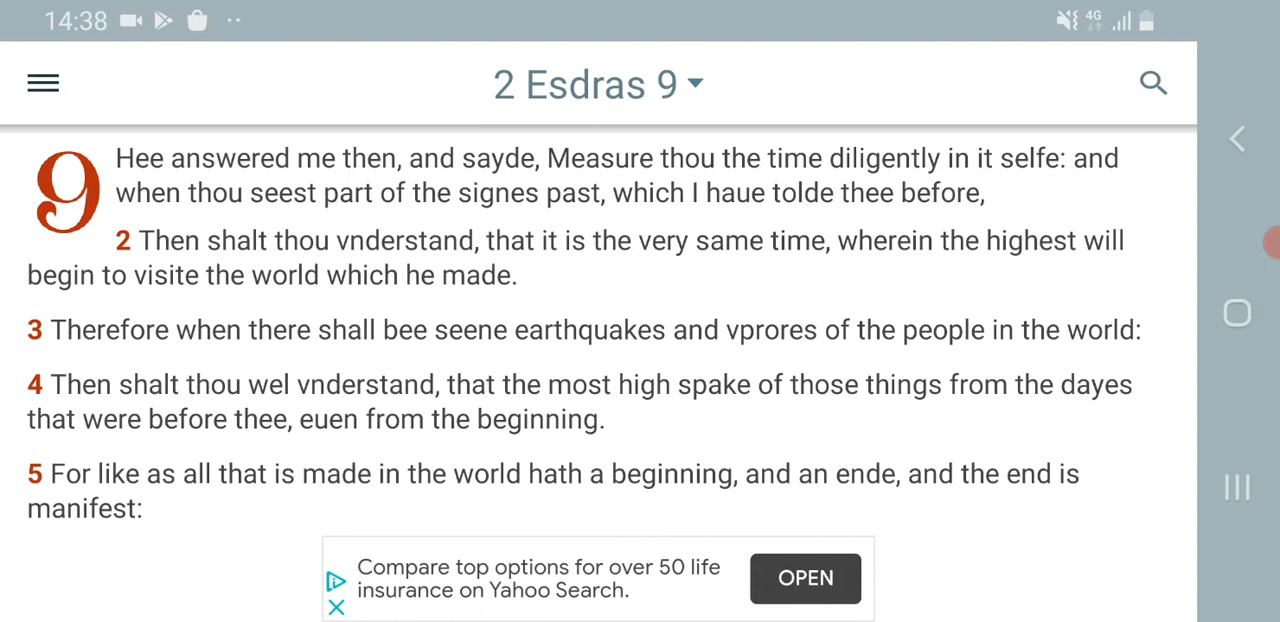 14:38
4G
2 Esdras 9
9 Hee answered me then, and sayde, Measure thou the time diligently in it selfe: and
when thou seest part of the signes past, which I haue tolde thee before,
2 Then shalt thou vnderstand, that it is the very same time, wherein the highest will
begin to visite the world which he made.
3 Therefore when there shall bee seene earthquakes and vprores of the people in the world:
4 Then shalt thou wel vnderstand, that the most high spake of those things from the dayes
that were before thee, euen from the beginning.
5 For like as all that is made in the world hath a beginning, and an ende, and the end is
manifest:
Compare top options for over 50 life
insurance on Yahoo Search.
OPEN